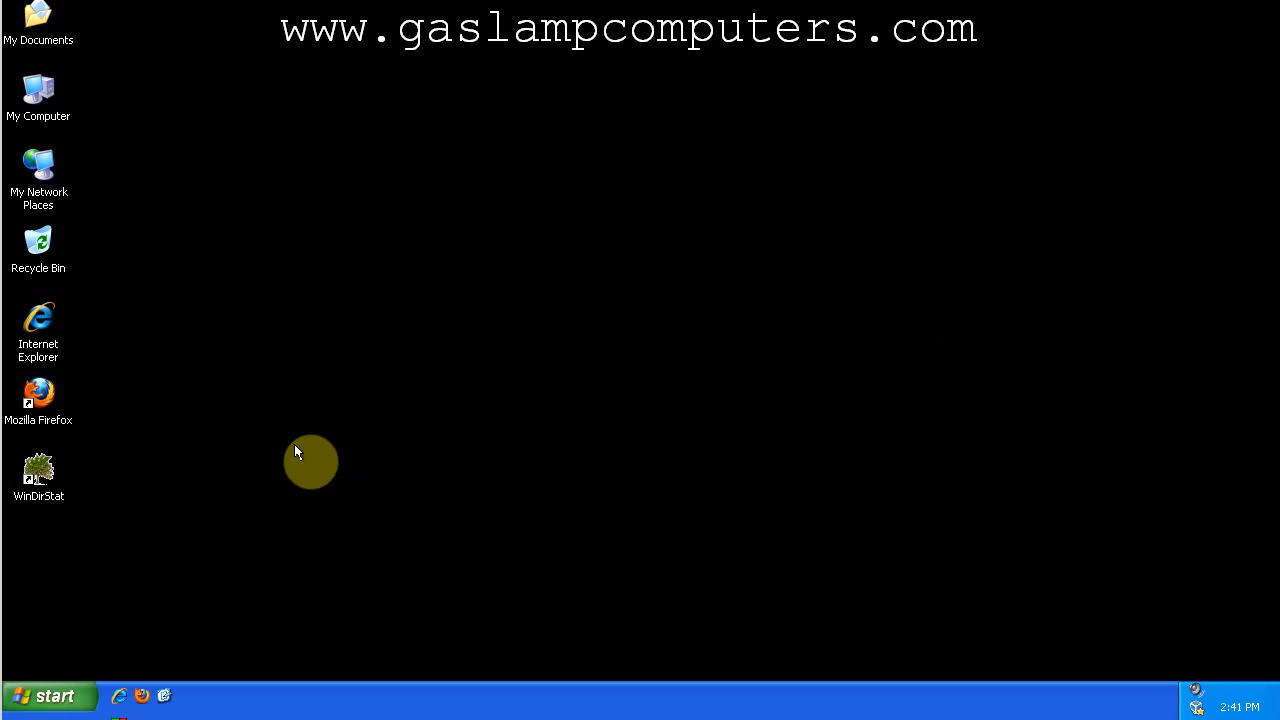 www.gaslampcomputers.com
My Documents
My Computer
My Network
Places
Recycle Bin
Internet
Explorer
Mozilla Firefox
WinDirStat
start
2:41 PM